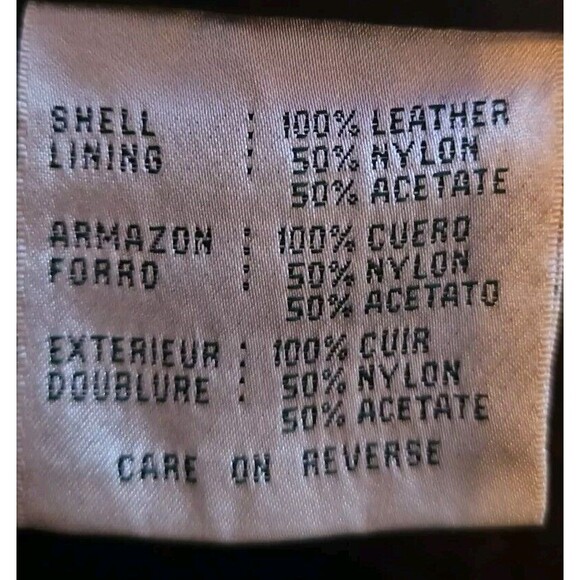 SHELL : 100% LEATHER
LINING : 50% NYLON
50% ACETATE
ARMAZON : 100% CUERO
FORRO : 50% NYLON
50% ACETATO
EXTERIEUR : 100% CUIR
DOUBLURE : 50% NYLON
50% ACETATE
CARE ON REVERSE